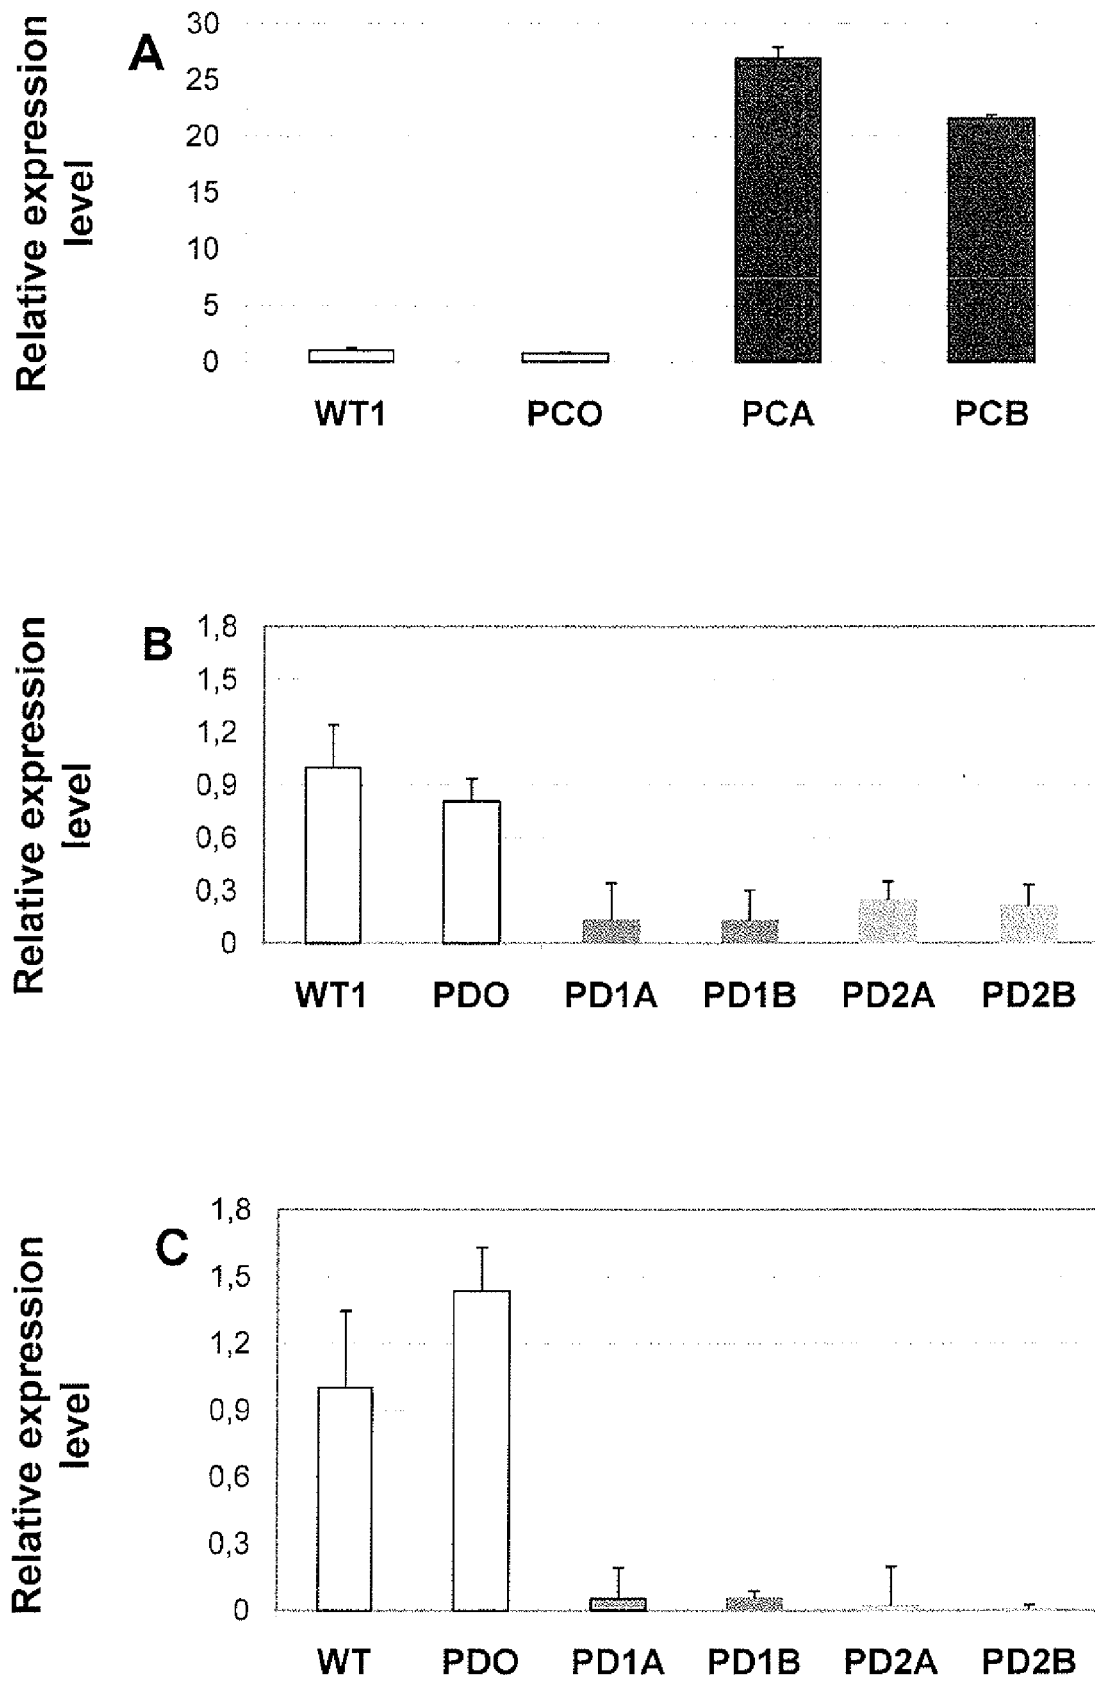 A
Relative expression
level
30
25
20
15
10
5
0
WT1 PCO PCA PCB
B
Relative expression
level
1,8
1,5
1,2
0,9
0,6
0,3
0
WT1 PDO PD1A PD1B PD2A PD2B
C
Relative expression
level
1,8
1,5
1,2
0,9
0,6
0,3
0
WT PDO PD1A PD1B PD2A PD2B